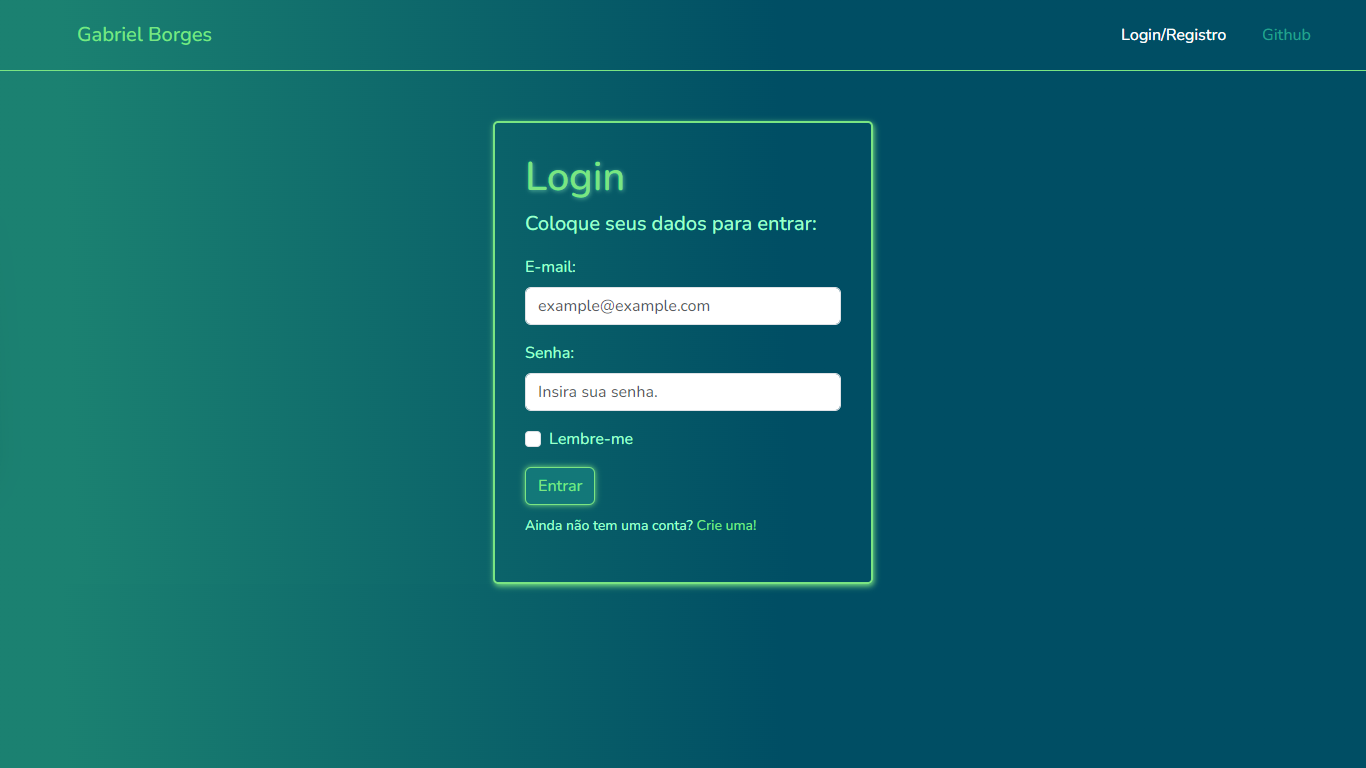 Gabriel Borges
Login/Registro
Github
Login
Coloque seus dados para entrar:
E-mail:
example@example.com
Senha:
Insira sua senha.
Lembre-me
Entrar
Ainda não tem uma conta? Crie uma!